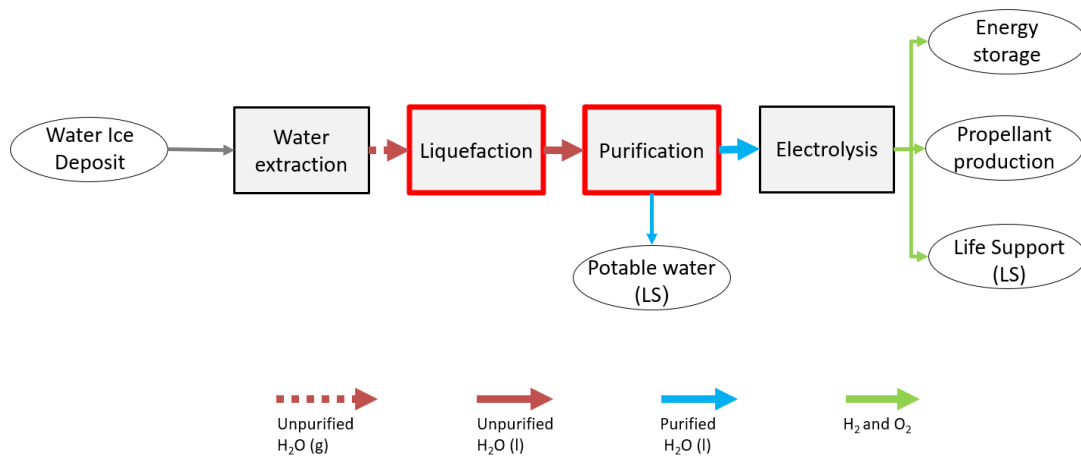 Energy
storage
Water Ice
Deposit
Water
extraction
Liquefaction
Purification
Electrolysis
Propellant
production
Potable water
(LS)
Life Support
(LS)
Unpurified
H₂O (g)
Unpurified
H₂O (l)
Purified
H₂O (l)
H₂ and O₂